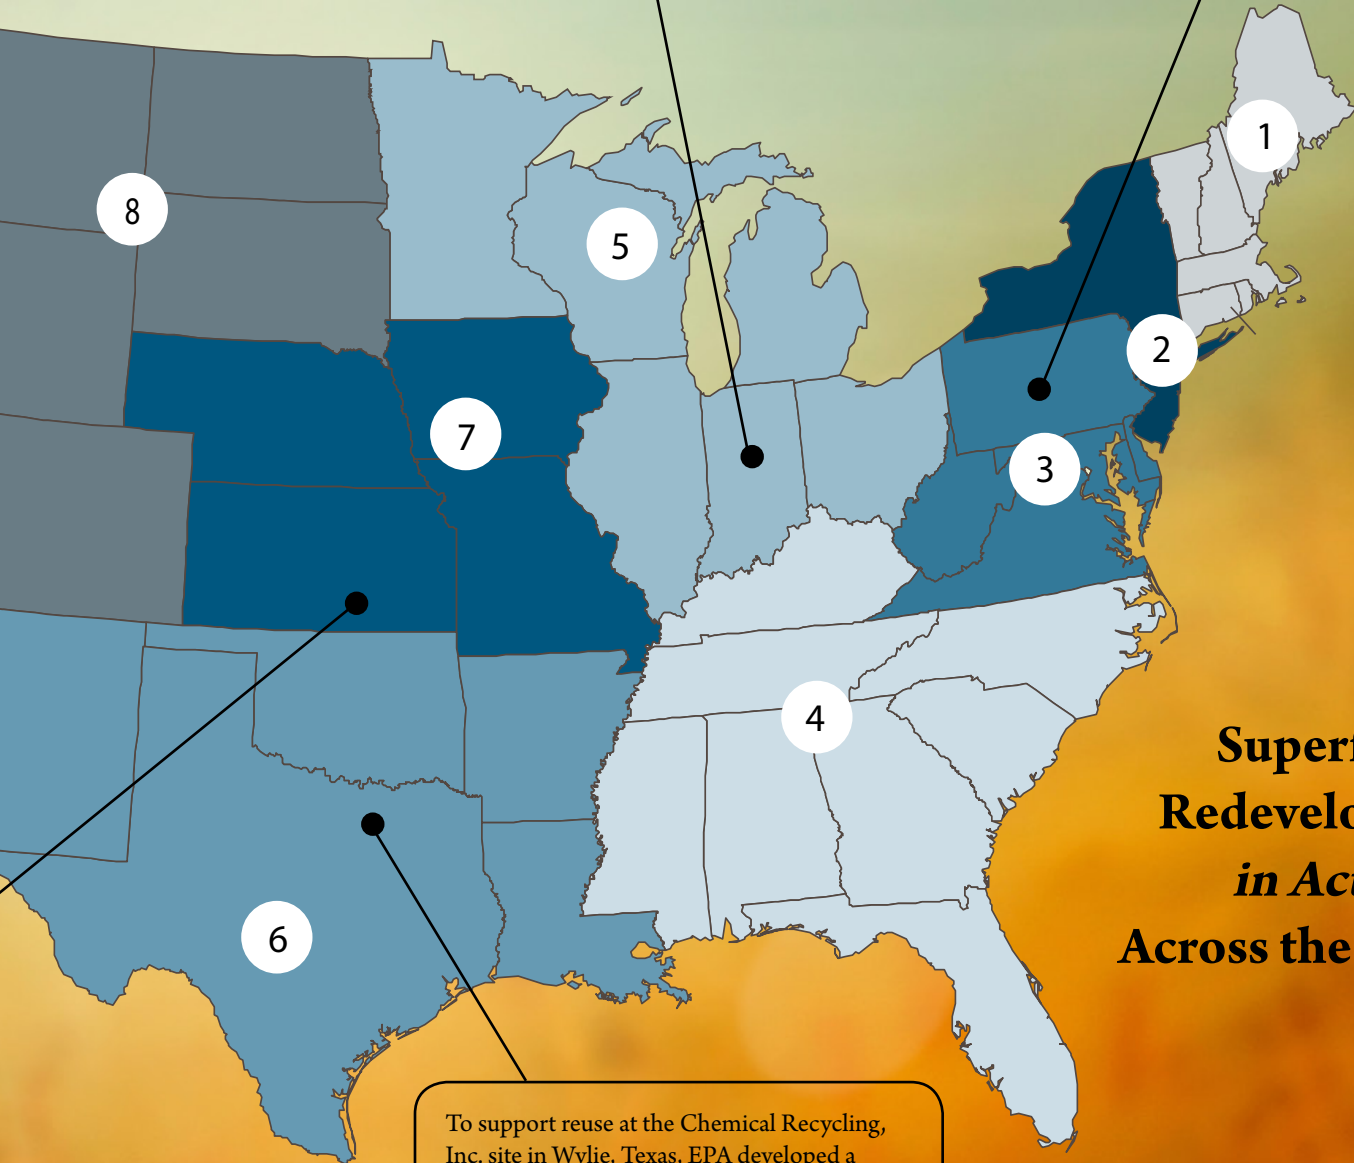 1
8
5
2
7
3
4
Redevelo
in Act
Across the
6
To support reuse at the Chemical Recycling,
Inc. site in Wylie, Texas, EPA developed a